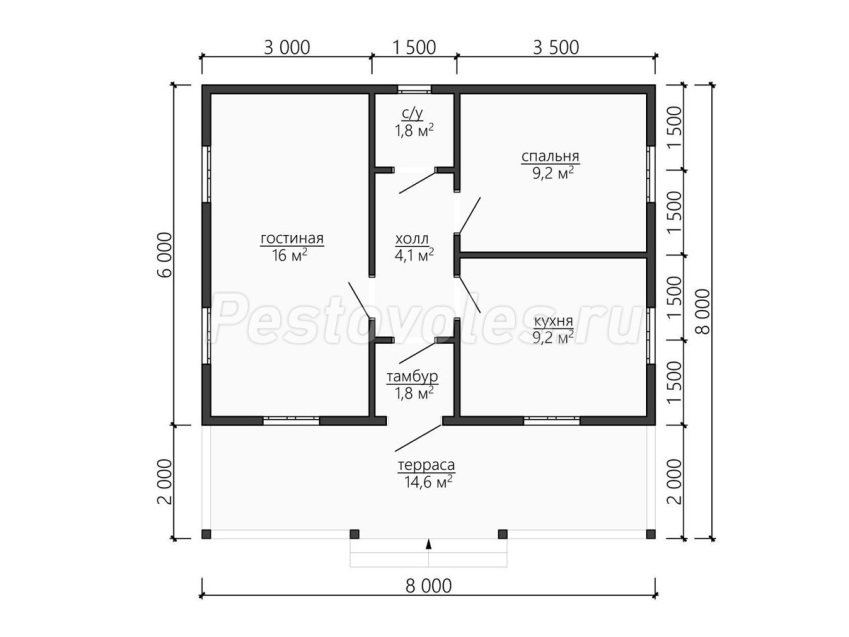 3 000
1 500
3 500
с/у
1,8 м²
спальня
9,2 м²
1 500
гостиная
16 м²
холл
4,1 м²
1 500
6 000
Pestovoles.ru
кухня
9,2 м²
1 500
8 000
тамбур
1,8 м²
1 500
терраса
14,6 м²
2 000
2 000
8 000